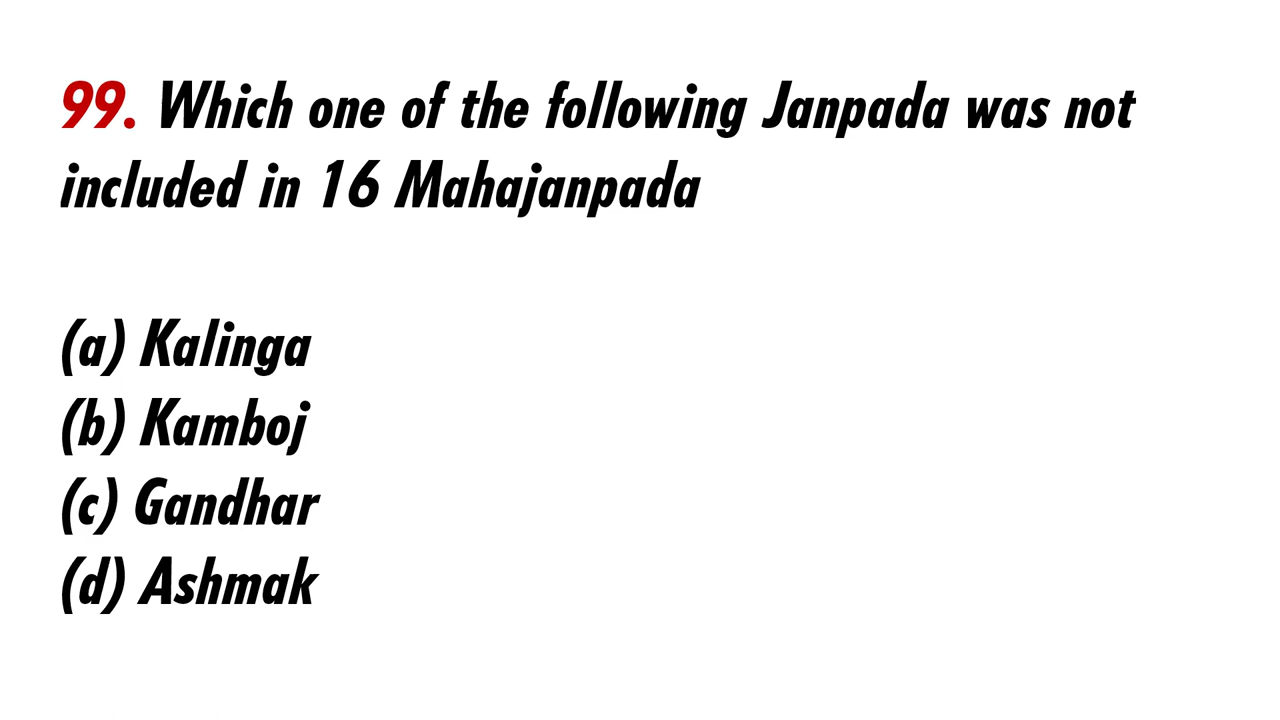 99. Which one of the following Janpada was not
included in 16 Mahajanpada
(a) Kalinga
(b) Kamboj
(c) Gandhar
(d) Ashmak